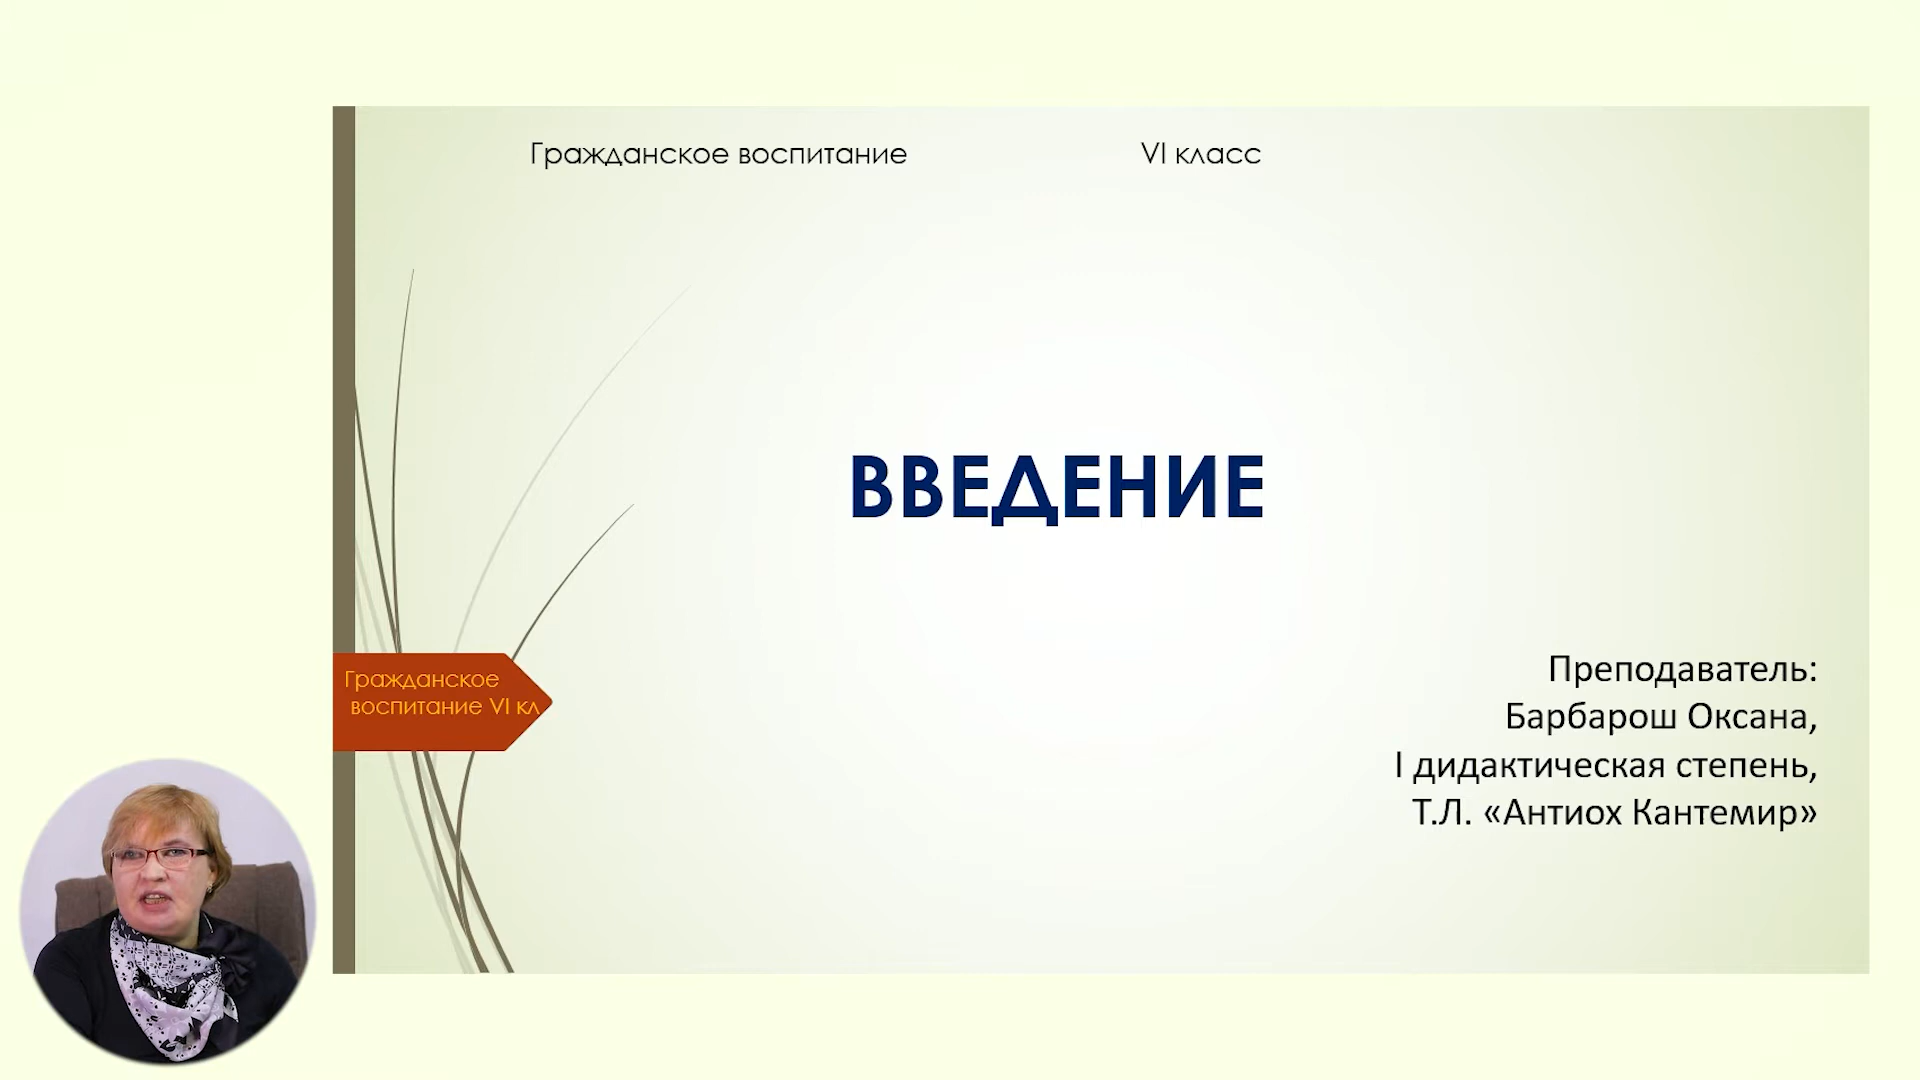 Гражданское воспитание VI класс
ВВЕДЕНИЕ
Гражданское
воспитание VI кл
Преподаватель:
Барбарош Оксана,
I дидактическая степень,
Т.Л. «Антиох Кантемир»